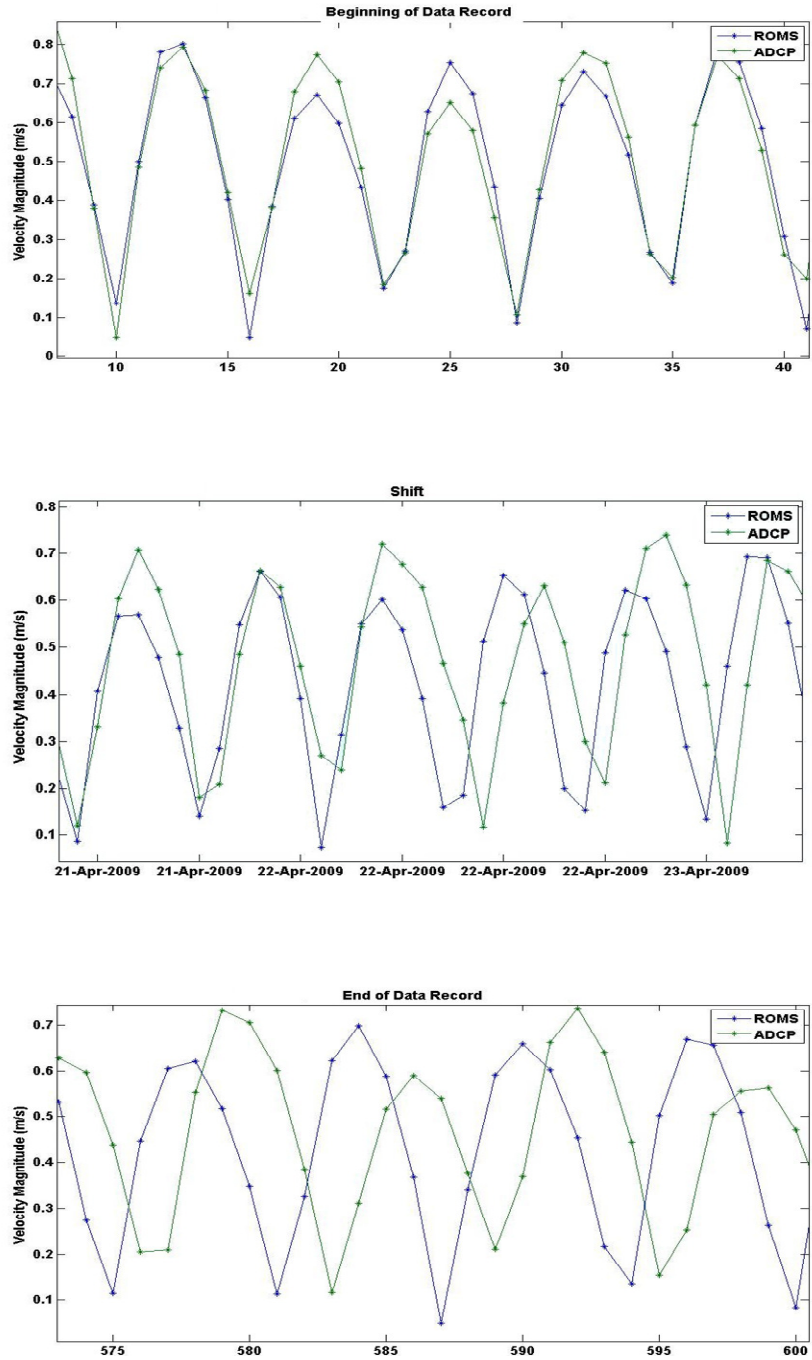 Beginning of Data Record
ROMS
ADCP
Velocity Magnitude (m/s)
0.8
0.7
0.6
0.5
0.4
0.3
0.2
0.1
0
10 15 20 25 30 35 40
Shift
ROMS
ADCP
Velocity Magnitude (m/s)
0.8
0.7
0.6
0.5
0.4
0.3
0.2
0.1
21-Apr-2009 21-Apr-2009 22-Apr-2009 22-Apr-2009 22-Apr-2009 22-Apr-2009 23-Apr-2009
End of Data Record
ROMS
ADCP
Velocity Magnitude (m/s)
0.7
0.6
0.5
0.4
0.3
0.2
0.1
575 580 585 590 595 600